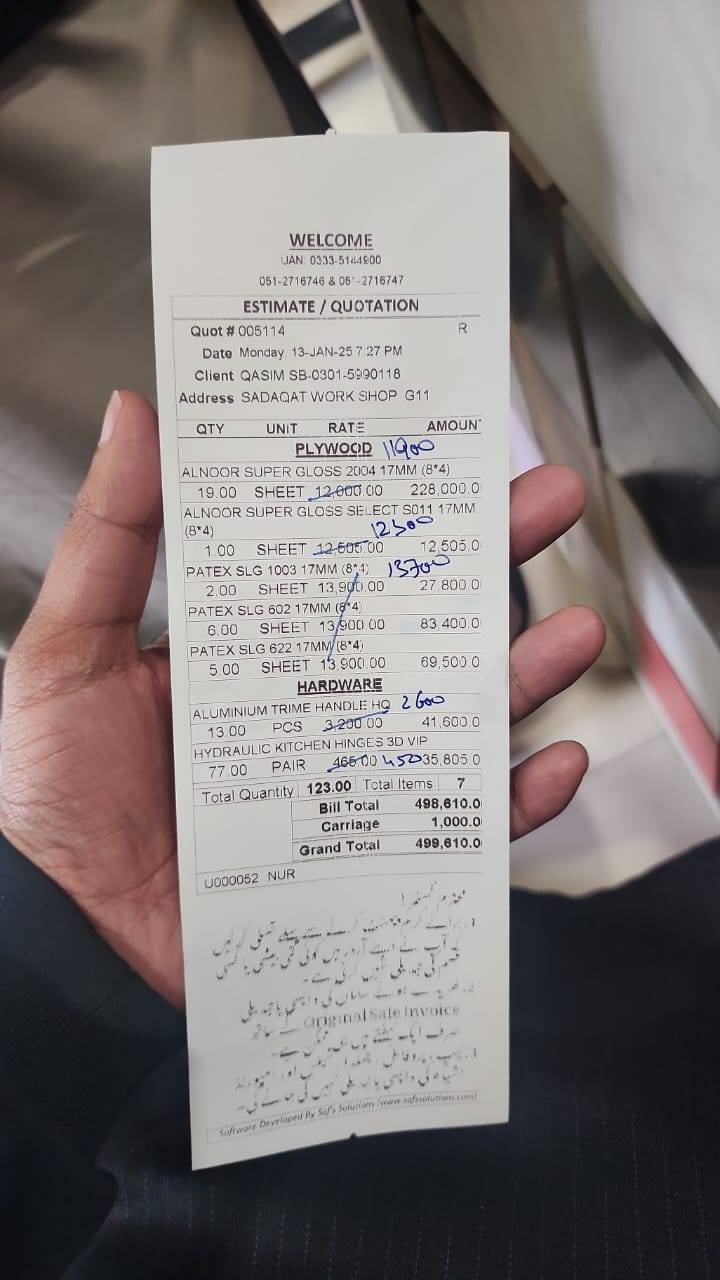 WELCOME
UAN: 0333-5144900
051-2716746 & 051-2716747
ESTIMATE / QUOTATION
Quot # 005114 R
Date Monday, 13-JAN-25 7:27 PM
Client QASIM SB-0301-5990118
Address SADAQAT WORK SHOP G11
QTY UNIT RATE AMOUN
PLYWOOD 11900
ALNOOR SUPER GLOSS 2004 17MM (8*4)
19.00 SHEET 12,000.00 228,000.0
ALNOOR SUPER GLOSS SELECT S011 17MM
(8*4) 12300
1.00 SHEET 12,505.00 12,505.0
PATEX SLG 1003 17MM (8*4) 13700
2.00 SHEET 13,900.00 27,800.0
PATEX SLG 602 17MM (8*4)
6.00 SHEET 13,900.00 83,400.0
PATEX SLG 622 17MM (8*4)
5.00 SHEET 13,900.00 69,500.0
HARDWARE
ALUMINIUM TRIME HANDLE HQ 2600
13.00 PCS 3,200.00 41,600.0
HYDRAULIC KITCHEN HINGES 3D VIP
77.00 PAIR 465.00 450 35,805.0
Total Quantity 123.00 Total Items 7
Bill Total 498,610.0
Carriage 1,000.0
Grand Total 499,610.0
U000052 NUR
محترم کسٹمر!
Original Sale Invoice
Software Developed By Saf's Solutions (www.safssolutions.com)